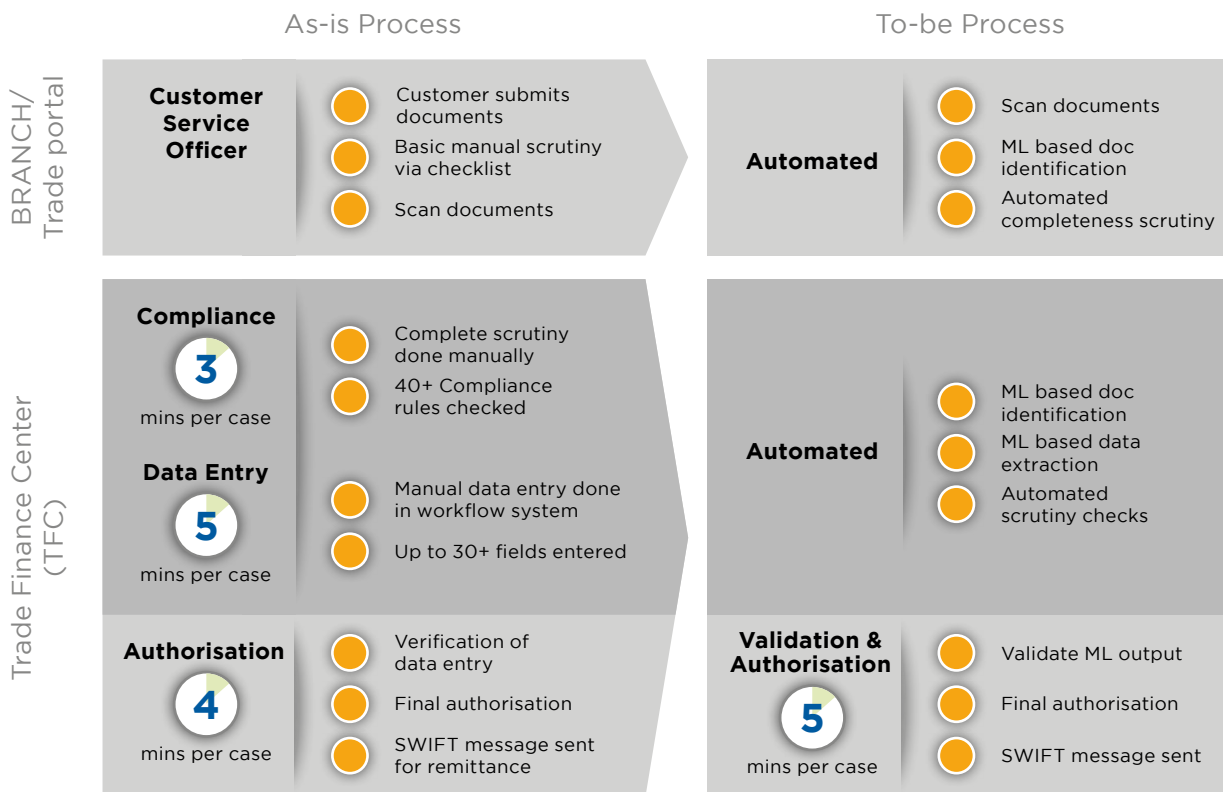 As-is Process
To-be Process
BRANCH/
Trade portal
Customer
Service
Officer
Customer submits
documents
Basic manual scrutiny
via checklist
Scan documents
Automated
Scan documents
ML based doc
identification
Automated
completeness scrutiny
Trade Finance Center
(TFC)
Compliance
3
mins per case
Complete scrutiny
done manually
40+ Compliance
rules checked
Data Entry
5
mins per case
Manual data entry done
in workflow system
Up to 30+ fields entered
Automated
ML based doc
identification
ML based data
extraction
Automated
scrutiny checks
Authorisation
4
mins per case
Verification of
data entry
Final authorisation
SWIFT message sent
for remittance
Validation &
Authorisation
5
mins per case
Validate ML output
Final authorisation
SWIFT message sent